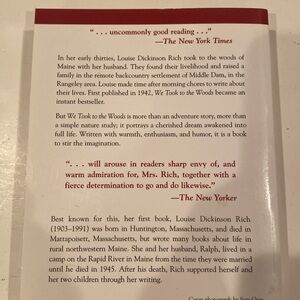 " . . . uncommonly good reading . . ."
—The New York Times
In her early thirties, Louise Dickinson Rich took to the woods of
Maine with her husband. They found their livelihood and raised a
family in the remote backcountry settlement of Middle Dam, in the
Rangeley area. Louise made time after morning chores to write about
their lives. First published in 1942, We Took to the Woods became an
instant bestseller.
But We Took to the Woods is more than an adventure story, more than
a simple nature study; it portrays a cherished dream awakened into
full life. Written with warmth, enthusiasm, and humor, it is a book
to stir the imagination.
". . . will arouse in readers sharp envy of, and
warm admiration for, Mrs. Rich, together with a
fierce determination to go and do likewise."
—The New Yorker
Best known for this, her first book, Louise Dickinson Rich
(1903–1991) was born in Huntington, Massachusetts, and died in
Mattapoisett, Massachusetts, but wrote many books about life in
rural northwestern Maine. She and her husband, Ralph, lived in a
camp on the Rapid River in Maine from the time they were married
until he died in 1945. After his death, Rich supported herself and
her two children through her writing.
Cover photograph by